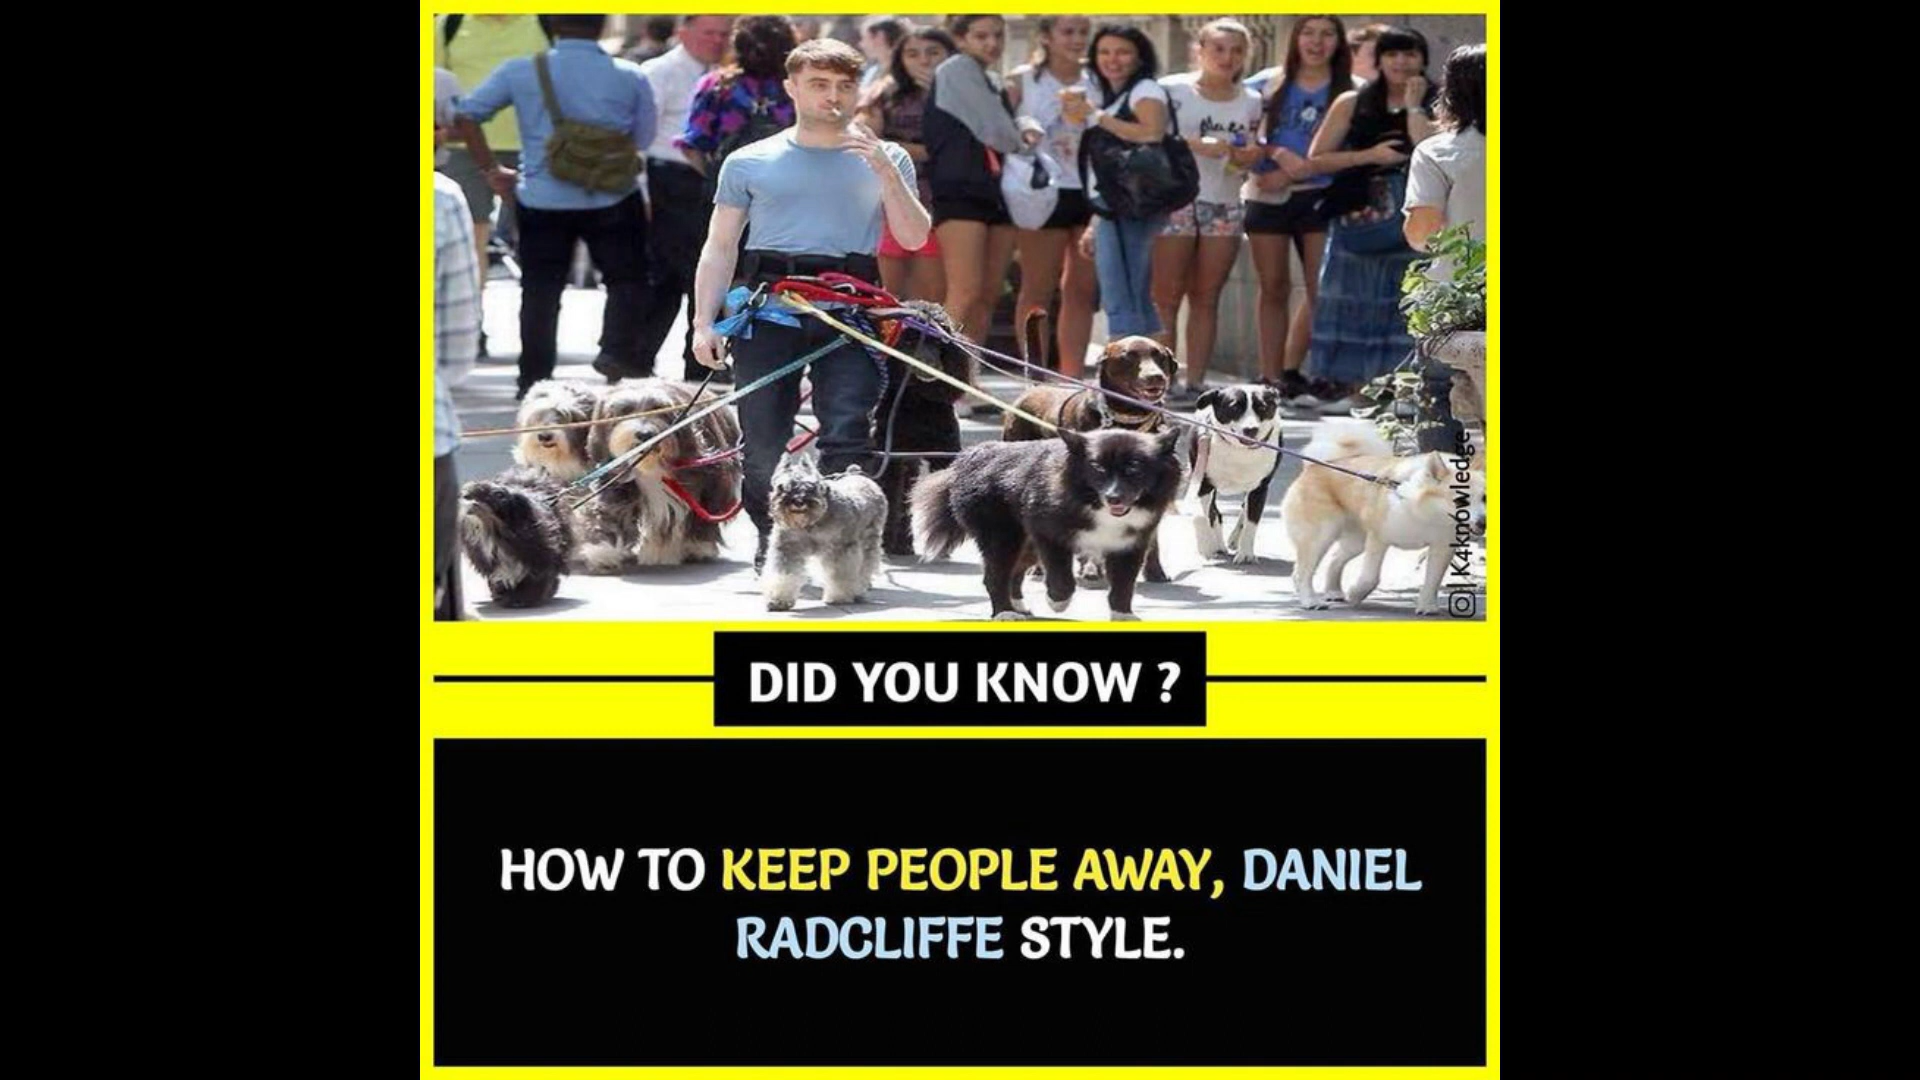 K4knowledge
DID YOU KNOW ?
HOW TO KEEP PEOPLE AWAY, DANIEL
RADCLIFFE STYLE.